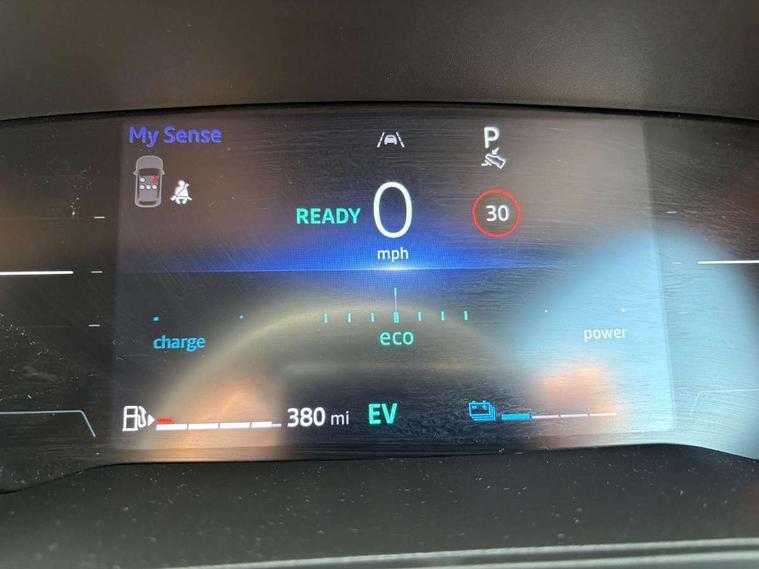 My Sense
P
READY 0
mph
30
charge
eco
power
380 mi
EV